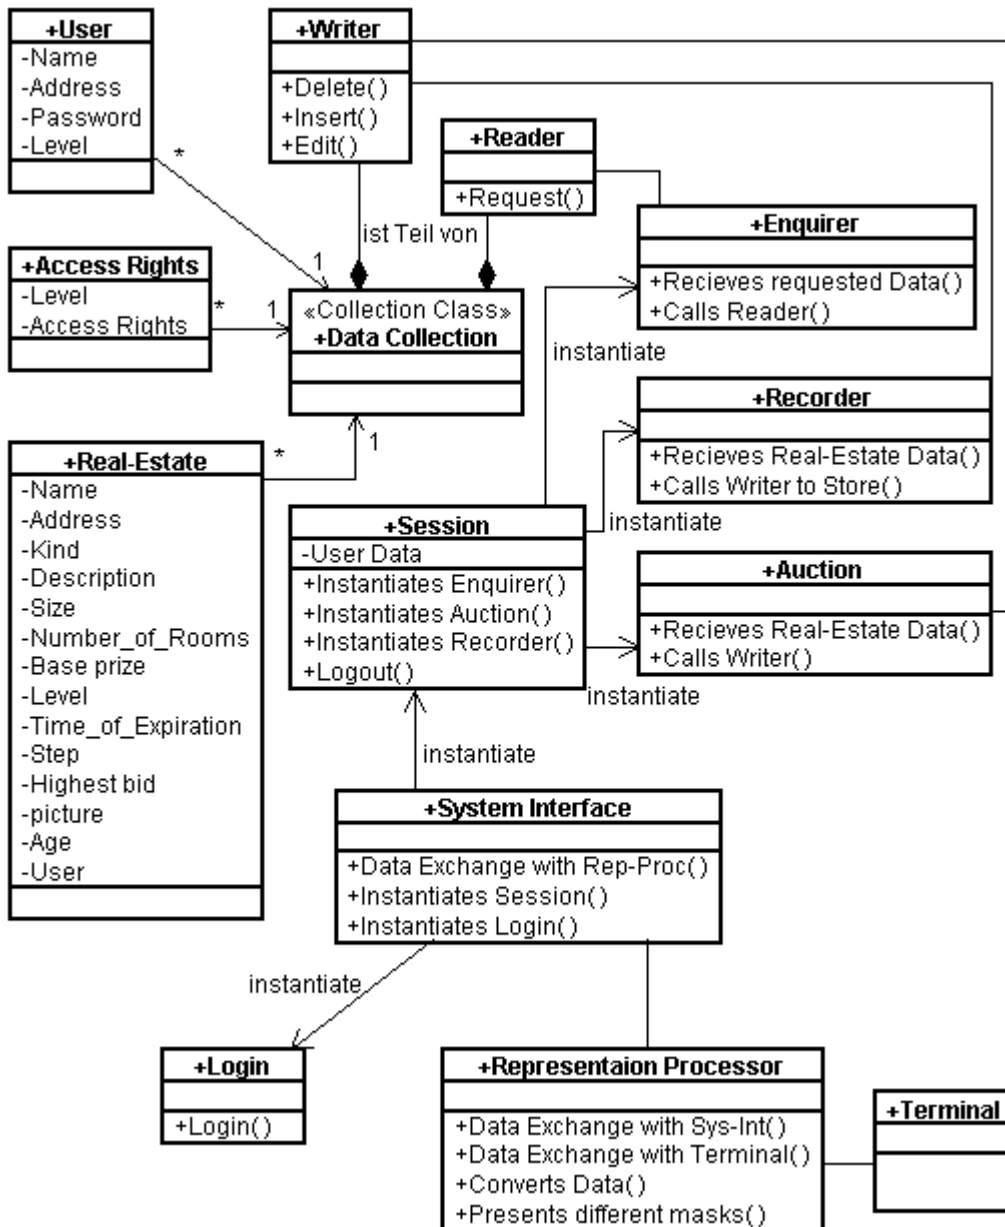 +User
-Name
-Address
-Password
-Level
+Writer
+Delete()
+Insert()
+Edit()
+Reader
+Request()
+Enquirer
+Recieves requested Data()
+Calls Reader()
*
1
ist Teil von
+Access Rights
-Level
-Access Rights
*
1
«Collection Class»
+Data Collection
instantiate
+Recorder
+Recieves Real-Estate Data()
+Calls Writer to Store()
instantiate
+Real-Estate
-Name
-Address
-Kind
-Description
-Size
-Number_of_Rooms
-Base prize
-Level
-Time_of_Expiration
-Step
-Highest bid
-picture
-Age
-User
*
1
+Session
-User Data
+Instantiates Enquirer()
+Instantiates Auction()
+Instantiates Recorder()
+Logout()
+Auction
+Recieves Real-Estate Data()
+Calls Writer()
instantiate
instantiate
+System Interface
+Data Exchange with Rep-Proc()
+Instantiates Session()
+Instantiates Login()
instantiate
+Login
+Login()
+Representaion Processor
+Data Exchange with Sys-Int()
+Data Exchange with Terminal()
+Converts Data()
+Presents different masks()
+Terminal